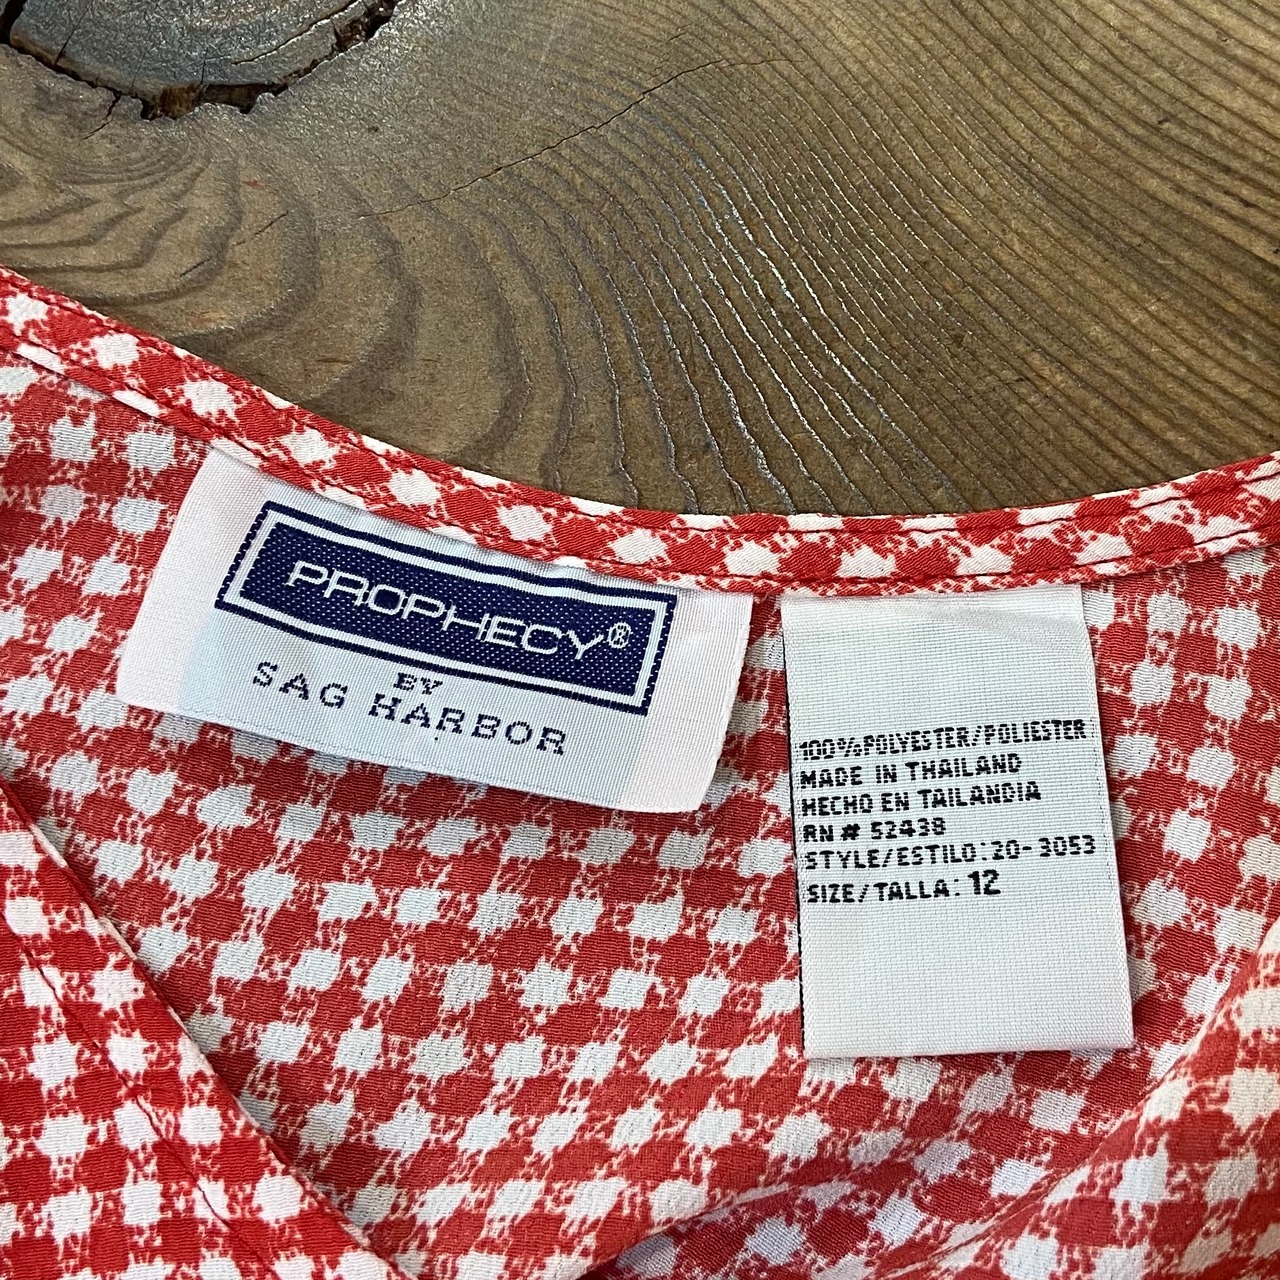 PROPHECY®
BY
SAG HARBOR
100% POLYESTER/POLIESTER
MADE IN THAILAND
HECHO EN TAILANDIA
RN # 52438
STYLE/ESTILO: 20-3053
SIZE/TALLA: 12